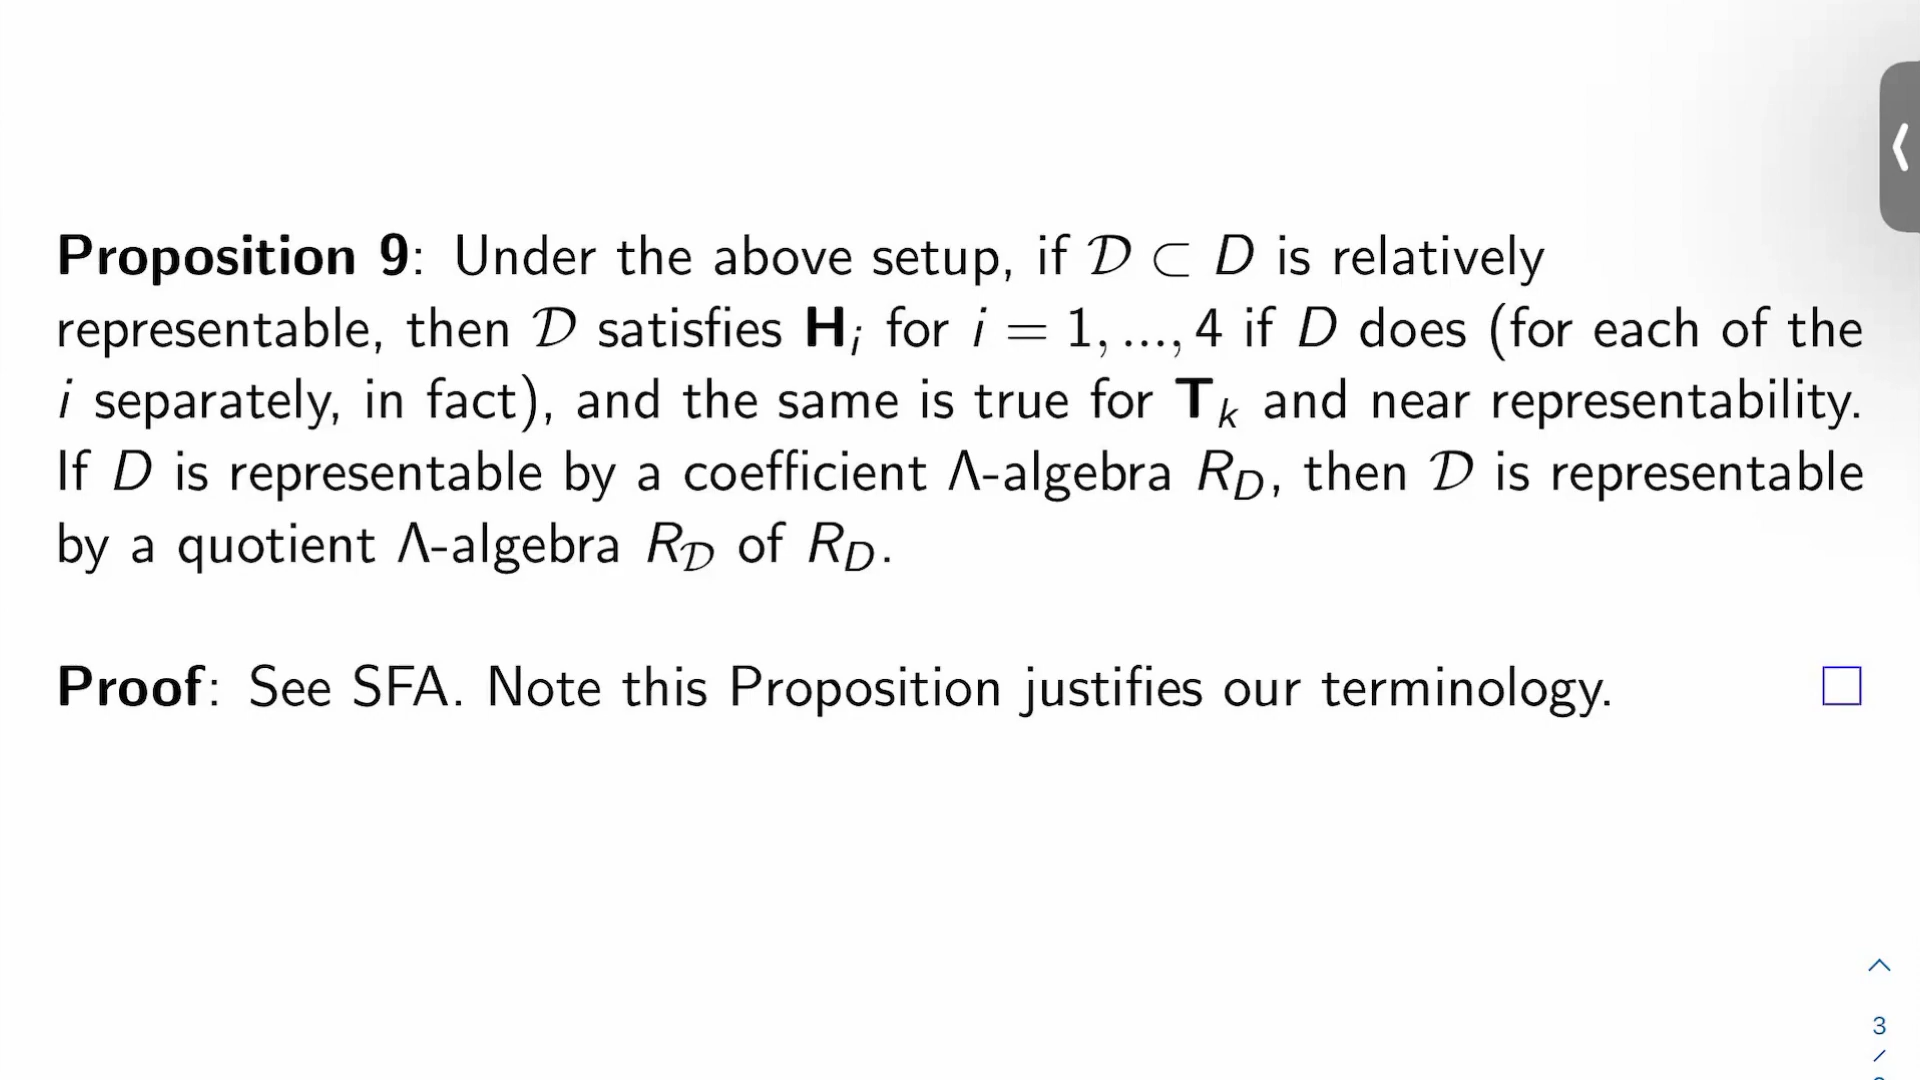 Proposition 9: Under the above setup, if 𝒟 ⊂ D is relatively
representable, then 𝒟 satisfies Hᵢ for i = 1, ..., 4 if D does (for each of the
i separately, in fact), and the same is true for Tₖ and near representability.
If D is representable by a coefficient Λ-algebra R_D, then 𝒟 is representable
by a quotient Λ-algebra R_𝒟 of R_D.
Proof: See SFA. Note this Proposition justifies our terminology. □
3
/